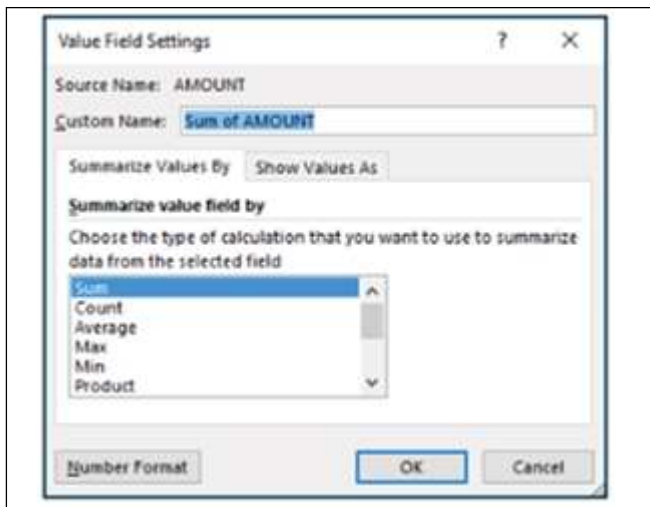 Value Field Settings ? ×
Source Name: AMOUNT
Custom Name: Sum of AMOUNT
Summarize Values By Show Values As
Summarize value field by
Choose the type of calculation that you want to use to summarize
data from the selected field
Sum
Count
Average
Max
Min
Product
Number Format OK Cancel